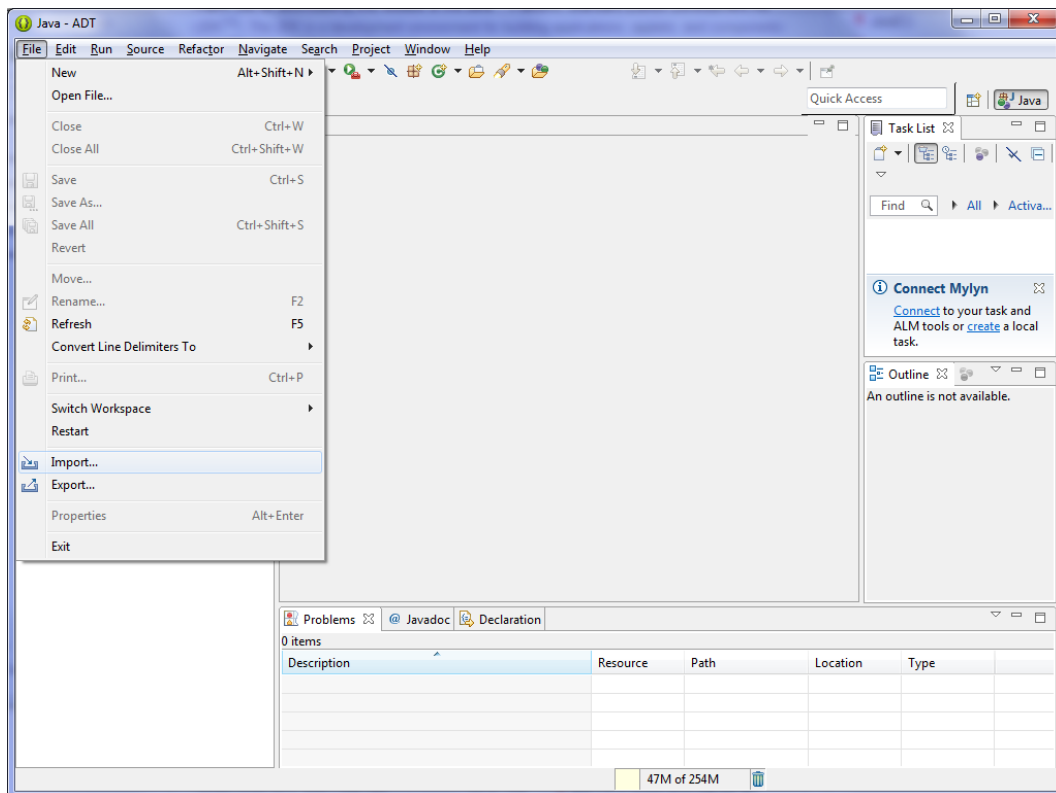 Java - ADT
File Edit Run Source Refactor Navigate Search Project Window Help
New Alt+Shift+N
Open File...
Close Ctrl+W
Close All Ctrl+Shift+W
Save Ctrl+S
Save As...
Save All Ctrl+Shift+S
Revert
Move...
Rename... F2
Refresh F5
Convert Line Delimiters To
Print... Ctrl+P
Switch Workspace
Restart
Import...
Export...
Properties Alt+Enter
Exit
Quick Access
Java
Task List
Find All Activa...
Connect Mylyn
Connect to your task and
ALM tools or create a local
task.
Outline
An outline is not available.
Problems @ Javadoc Declaration
0 items
Description Resource Path Location Type
47M of 254M